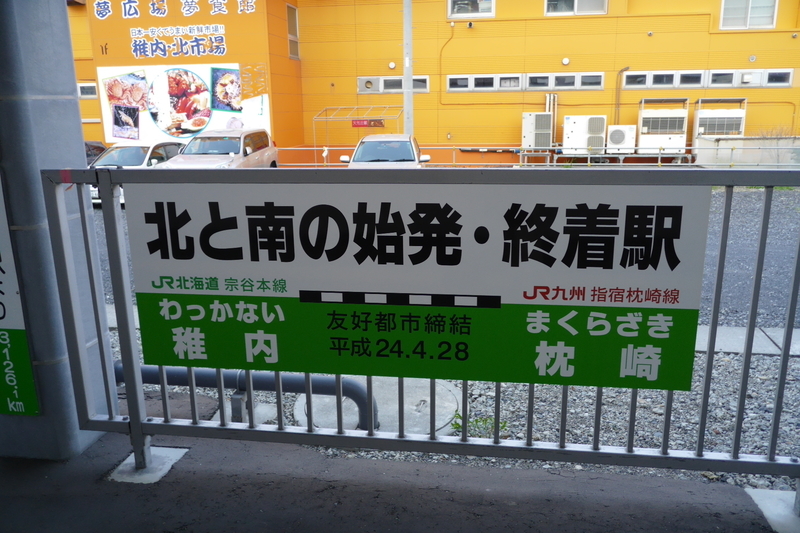 夢広場 夢食館
日本一安くてうまい新鮮市場!!
稚内・北市場
北と南の始発・終着駅
JR北海道 宗谷本線
わっかない
稚内
友好都市締結
平成24.4.28
JR九州 指宿枕崎線
まくらざき
枕崎
3,126.1
km